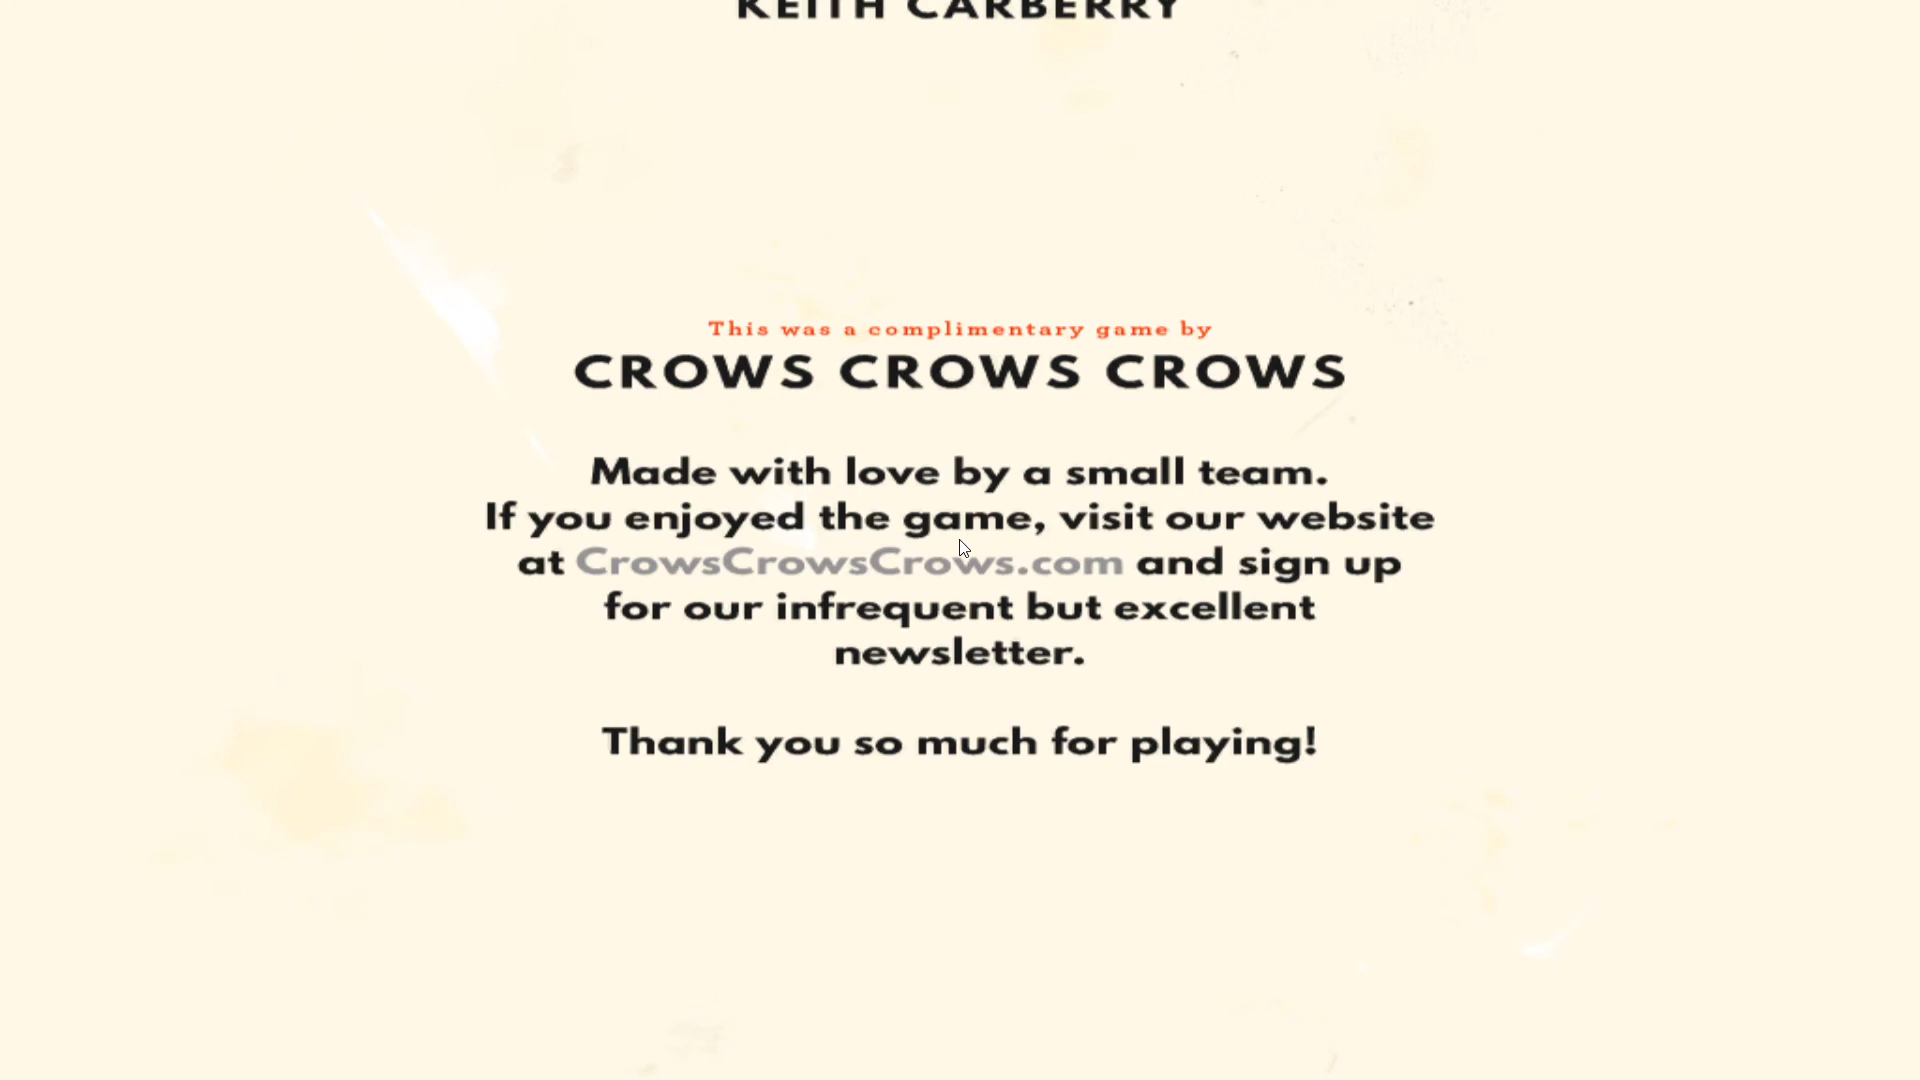 KEITH CARBERRY
This was a complimentary game by
CROWS CROWS CROWS
Made with love by a small team.
If you enjoyed the game, visit our website
at CrowsCrowsCrows.com and sign up
for our infrequent but excellent
newsletter.
Thank you so much for playing!